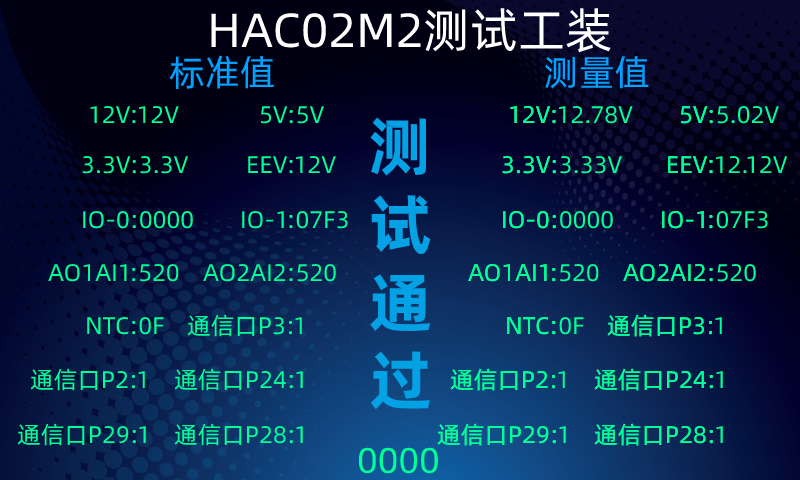 HAC02M2测试工装
标准值
12V:12V 5V:5V
3.3V:3.3V EEV:12V
IO-0:0000 IO-1:07F3
AO1AI1:520 AO2AI2:520
NTC:0F 通信口P3:1
通信口P2:1 通信口P24:1
通信口P29:1 通信口P28:1
测
试
通
过
0000
测量值
12V:12.78V 5V:5.02V
3.3V:3.33V EEV:12.12V
IO-0:0000 IO-1:07F3
AO1AI1:520 AO2AI2:520
NTC:0F 通信口P3:1
通信口P2:1 通信口P24:1
通信口P29:1 通信口P28:1